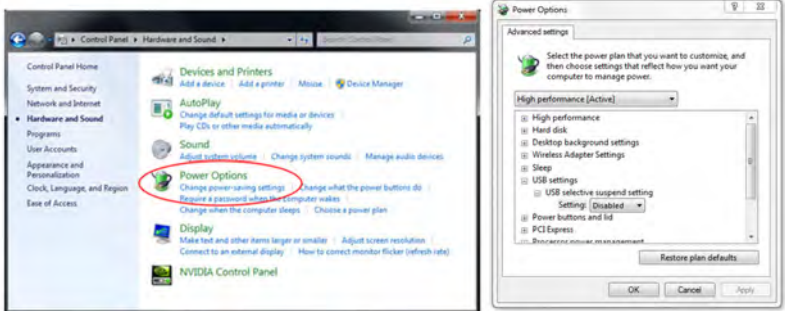 Control Panel ▸ Hardware and Sound ▸
Control Panel Home
System and Security
Network and Internet
Hardware and Sound
Programs
User Accounts
Appearance and
Personalization
Clock, Language, and Region
Ease of Access
Devices and Printers
Add a device | Add a printer | Mouse | Device Manager
AutoPlay
Change default settings for media or devices
Play CDs or other media automatically
Sound
Adjust system volume | Change system sounds | Manage audio devices
Power Options
Change power-saving settings | Change what the power buttons do
Require a password when the computer wakes
Change when the computer sleeps | Choose a power plan
Display
Make text and other items larger or smaller | Adjust screen resolution
Connect to an external display | How to correct monitor flicker (refresh rate)
NVIDIA Control Panel
Power Options
Advanced settings
Select the power plan that you want to customize, and
then choose settings that reflect how you want your
computer to manage power.
High performance [Active]
High performance
Hard disk
Desktop background settings
Wireless Adapter Settings
Sleep
USB settings
USB selective suspend setting
Setting: Disabled
Power buttons and lid
PCI Express
Processor power management
Restore plan defaults
OK
Cancel
Apply